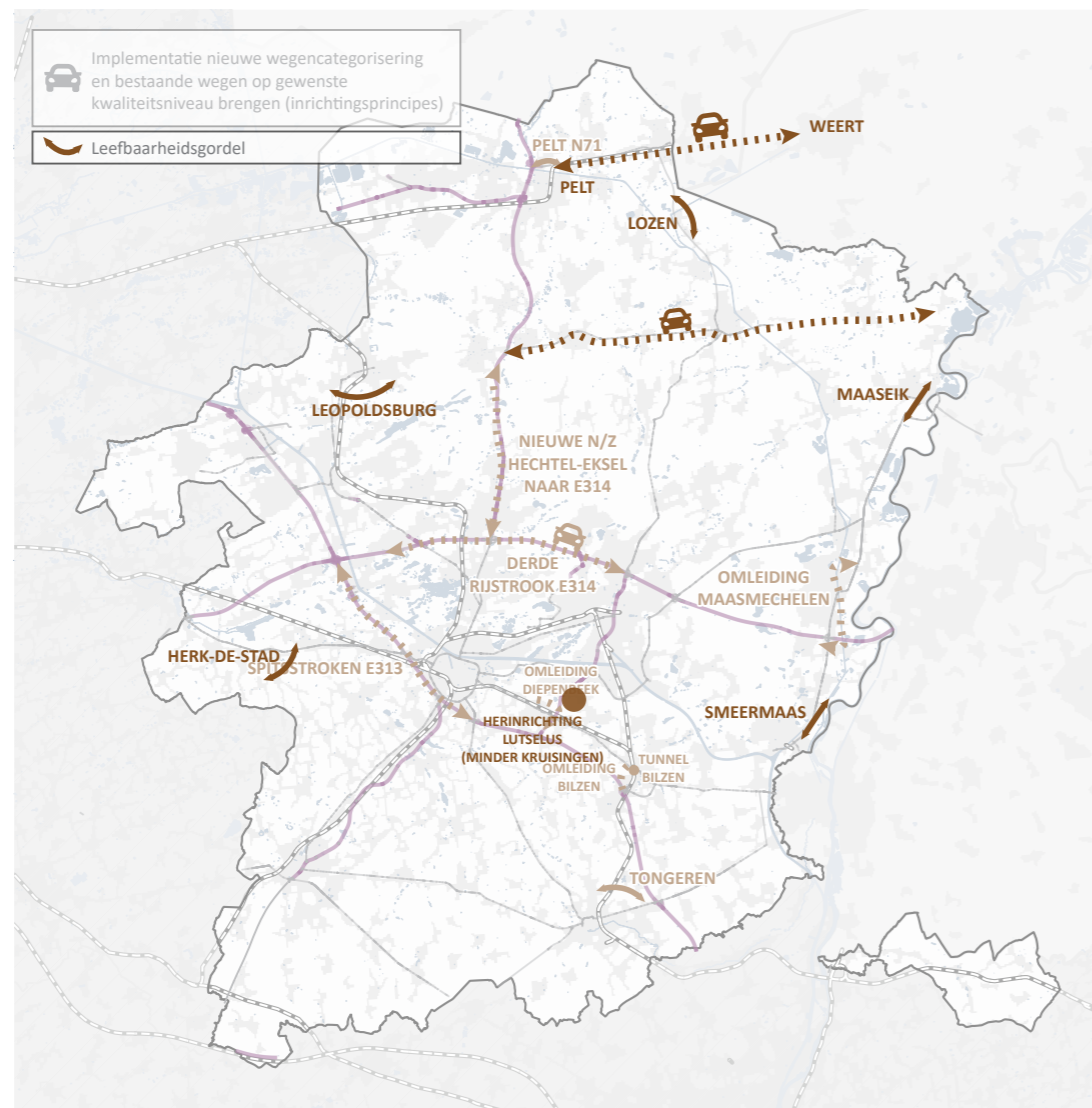 Implementatie nieuwe wegencategorisering
en bestaande wegen op gewenste
kwaliteitsniveau brengen (inrichtingsprincipes)
Leefbaarheidsgordel
WEERT
PELT N71
PELT
LOZEN
MAASEIK
LEOPOLDSBURG
NIEUWE N/Z
HECHTEL-EKSEL
NAAR E314
DERDE
RIJSTROOK E314
OMLEIDING
MAASMECHELEN
HERK-DE-STAD
SPITSSTROKEN E313
OMLEIDING
DIEPENBEEK
SMEERMAAS
HERINRICHTING
LUTSELUS
(MINDER KRUISINGEN)
OMLEIDING
BILZEN
TUNNEL
BILZEN
TONGEREN